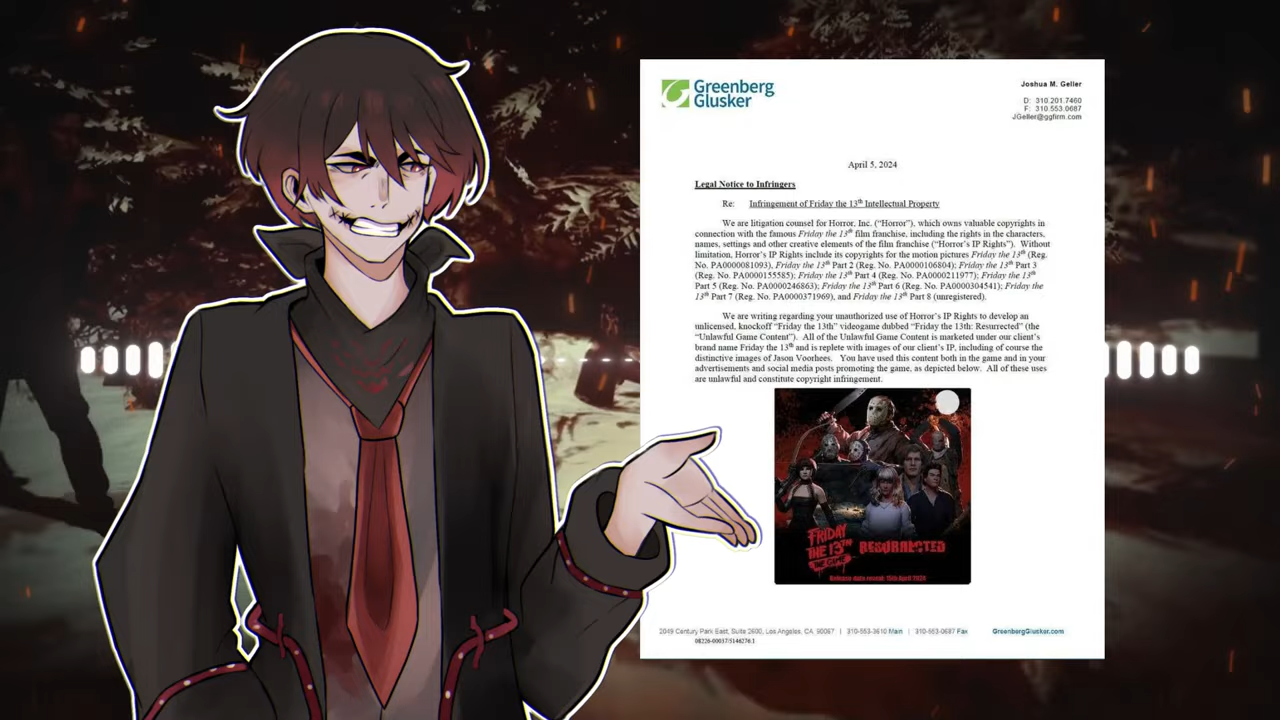 Greenberg
Glusker
Joshua M. Geller
D: 310.201.7460
F: 310.553.0687
JGeller@ggfirm.com
April 5, 2024
Legal Notice to Infringers
Re: Infringement of Friday the 13th Intellectual Property
We are litigation counsel for Horror, Inc. (“Horror”), which owns valuable copyrights in
connection with the famous Friday the 13th film franchise, including the rights in the characters,
names, settings and other creative elements of the film franchise (“Horror’s IP Rights”). Without
limitation, Horror’s IP Rights include its copyrights for the motion pictures Friday the 13th (Reg.
No. PA0000081093), Friday the 13th Part 2 (Reg. No. PA0000106804); Friday the 13th Part 3
(Reg. No. PA0000155585); Friday the 13th Part 4 (Reg. No. PA0000211977); Friday the 13th
Part 5 (Reg. No. PA0000246863); Friday the 13th Part 6 (Reg. No. PA0000304541); Friday the
13th Part 7 (Reg. No. PA0000371969), and Friday the 13th Part 8 (unregistered).
We are writing regarding your unauthorized use of Horror’s IP Rights to develop an
unlicensed, knockoff “Friday the 13th” videogame dubbed “Friday the 13th: Resurrected” (the
“Unlawful Game Content”). All of the Unlawful Game Content is marketed under our client’s
brand name Friday the 13th and is replete with images of our client’s IP, including of course the
distinctive images of Jason Voorhees. You have used this content both in the game and in your
advertisements and social media posts promoting the game, as depicted below. All of these uses
are unlawful and constitute copyright infringement.
FRIDAY
THE 13TH
THE GAME
RESURRECTED
Release date reveal: 15th April 2024
2049 Century Park East, Suite 2600, Los Angeles, CA 90067 | 310-553-3610 Main | 310-553-0687 Fax GreenbergGlusker.com
08226-00037/5146276.1